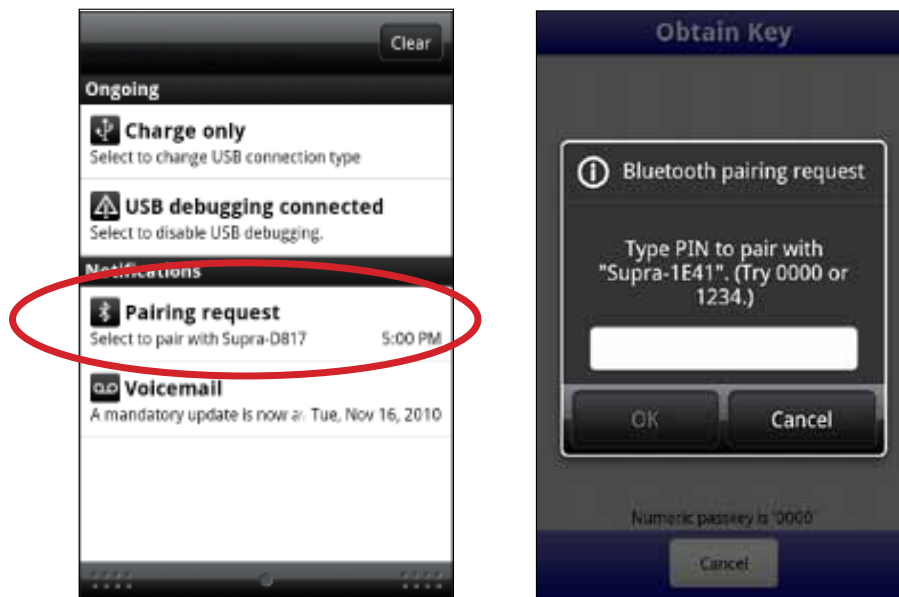 Clear
Ongoing
Charge only
Select to change USB connection type
USB debugging connected
Select to disable USB debugging.
Notifications
Pairing request
Select to pair with Supra-D817 5:00 PM
Voicemail
A mandatory update is now a Tue, Nov 16, 2010
Obtain Key
Bluetooth pairing request
Type PIN to pair with
"Supra-1E41". (Try 0000 or
1234.)
OK Cancel
Numeric passkey is '0000'
Cancel